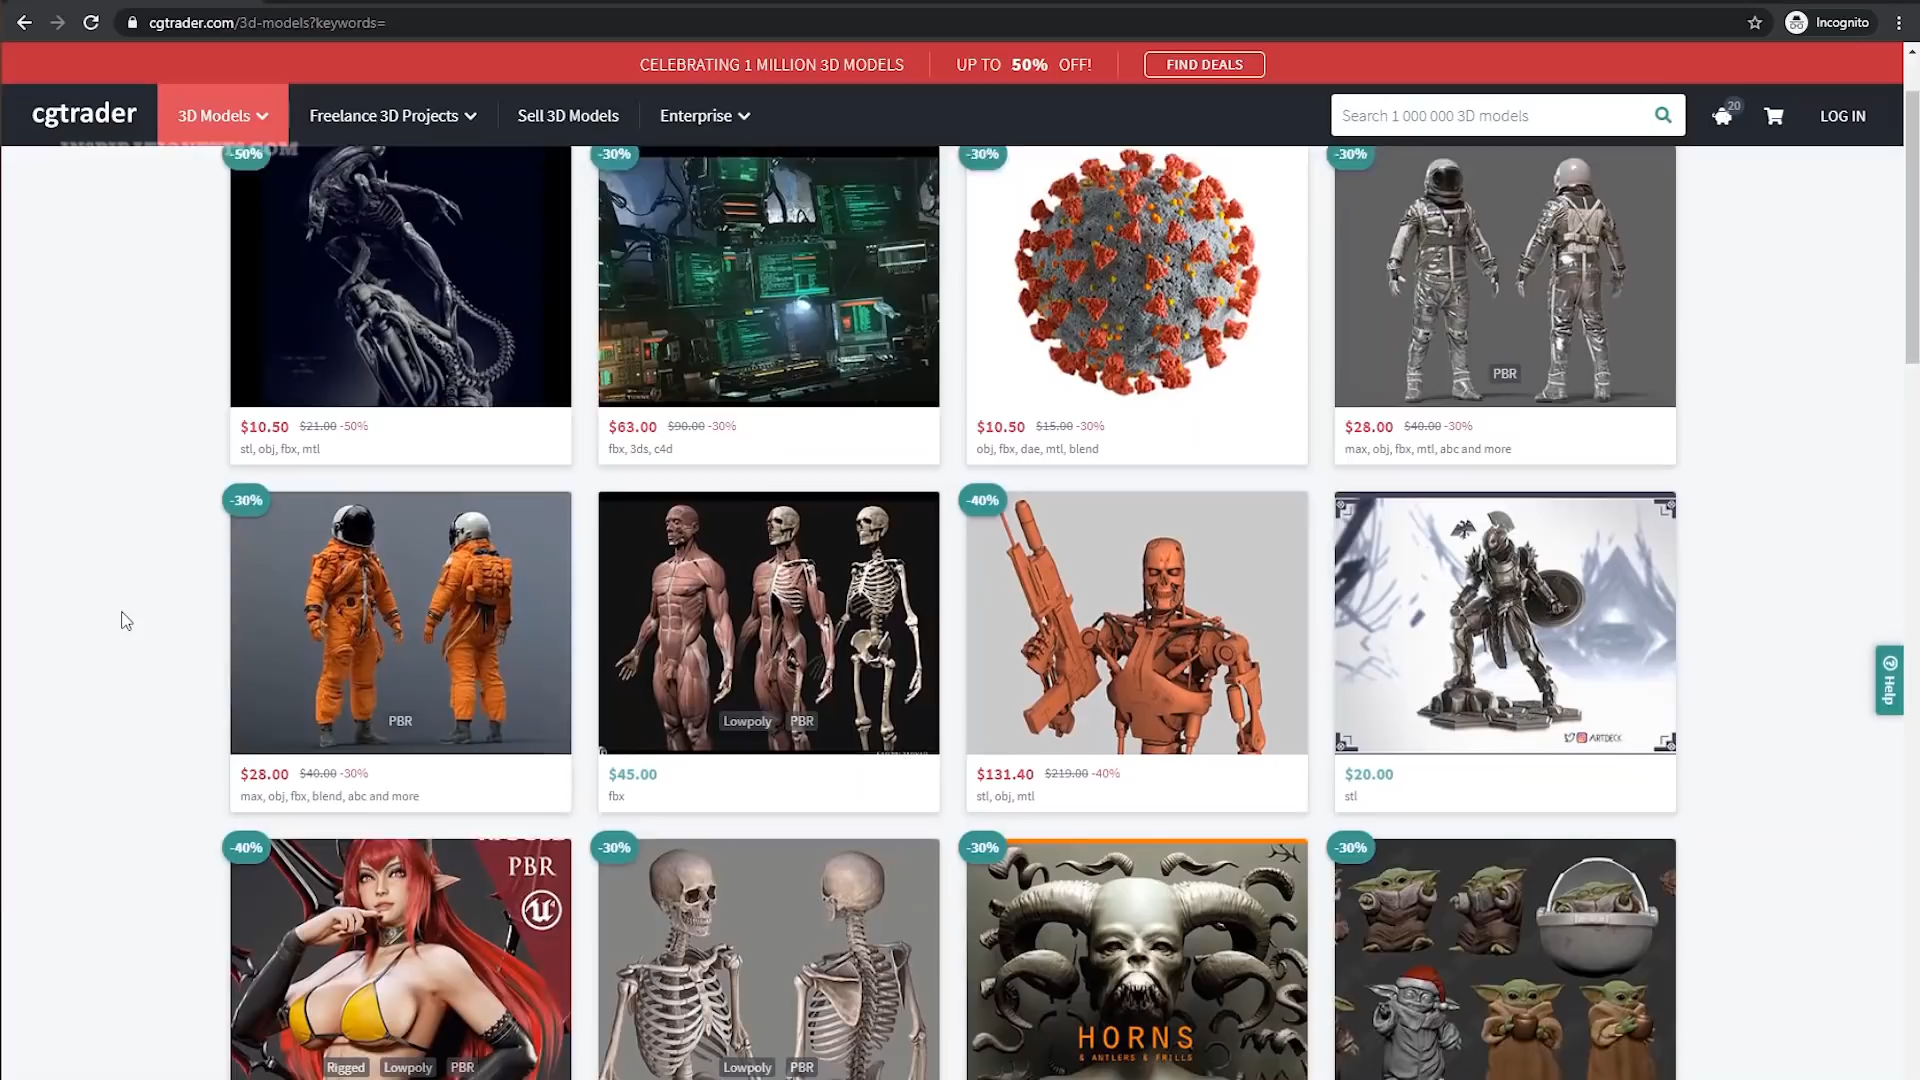 cgtrader.com/3d-models?keywords=
Incognito
CELEBRATING 1 MILLION 3D MODELS
UP TO 50% OFF!
FIND DEALS
cgtrader
3D Models
Freelance 3D Projects
Sell 3D Models
Enterprise
Search 1 000 000 3D models
20
LOG IN
-50%
-30%
-30%
-30%
PBR
$10.50 $21.00 -50%
stl, obj, fbx, mtl
$63.00 $90.00 -30%
fbx, 3ds, c4d
$10.50 $15.00 -30%
obj, fbx, dae, mtl, blend
$28.00 $40.00 -30%
max, obj, fbx, mtl, abc and more
-30%
PBR
Lowpoly PBR
-40%
ARTDECK
Help
$28.00 $40.00 -30%
max, obj, fbx, blend, abc and more
$45.00
fbx
$131.40 $219.00 -40%
stl, obj, mtl
$20.00
stl
-40%
PBR
Rigged Lowpoly PBR
-30%
Lowpoly PBR
-30%
HORNS
& ANTLERS & FRILLS
-30%